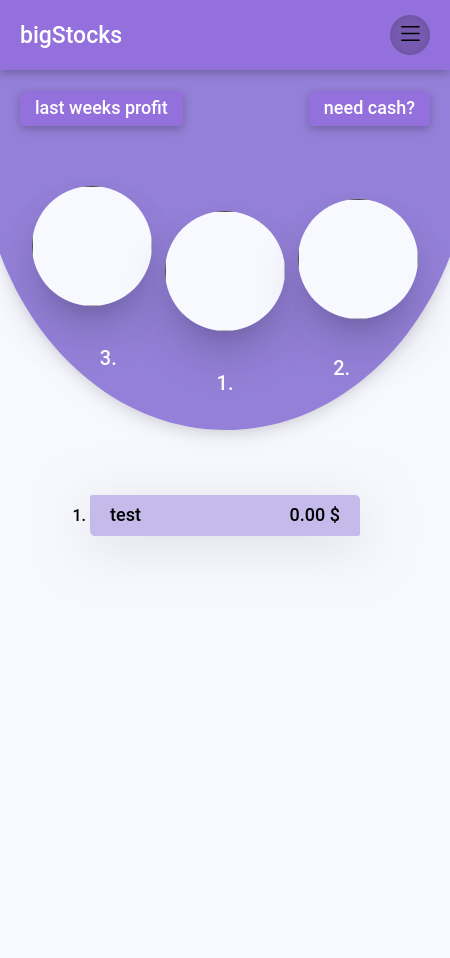 bigStocks
last weeks profit
need cash?
3.
1.
2.
1. test 0.00 $